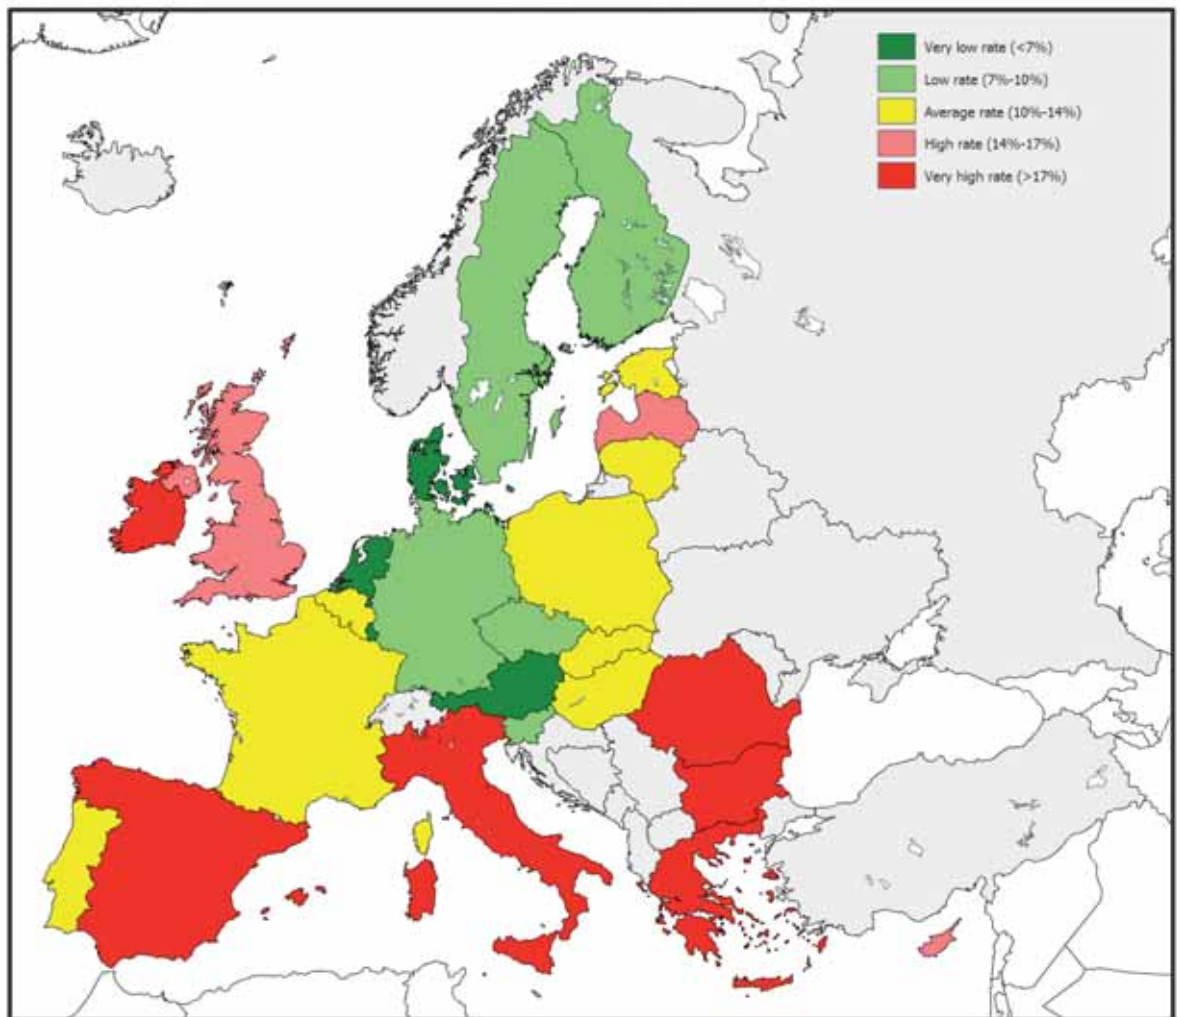 Very low rate (<7%)
Low rate (7%-10%)
Average rate (10%-14%)
High rate (14%-17%)
Very high rate (>17%)